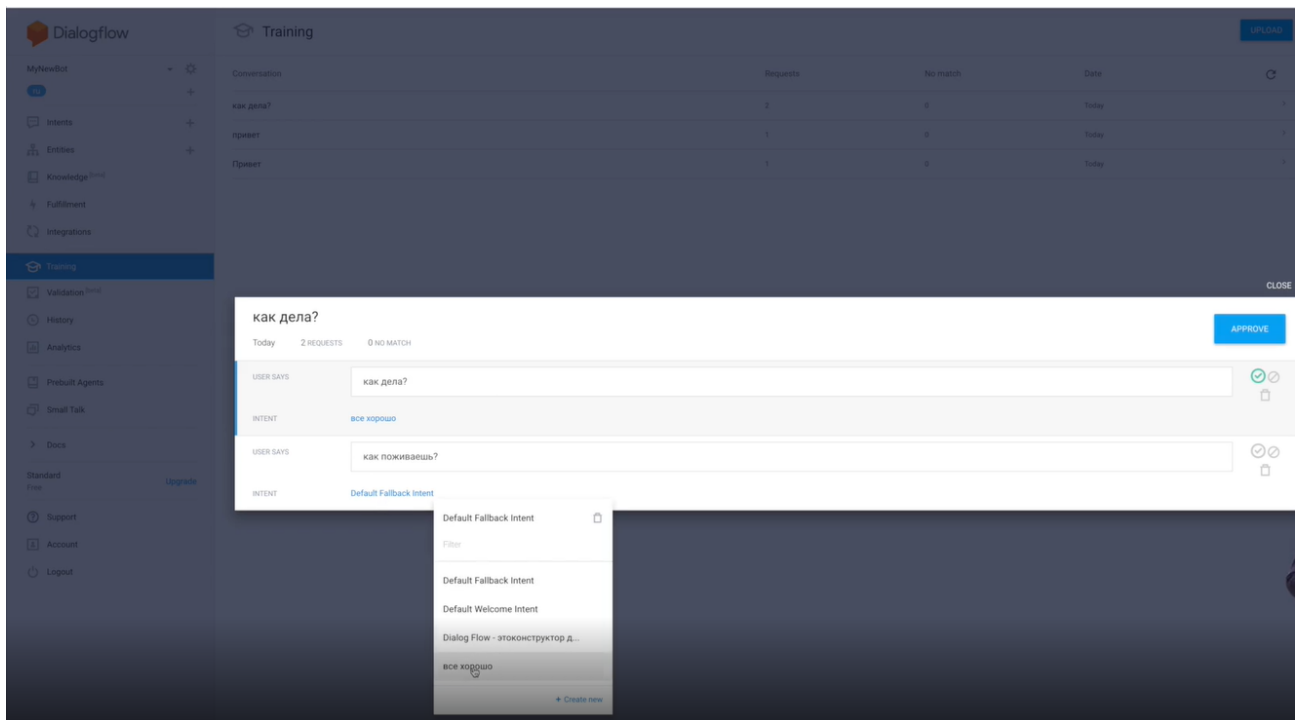 Dialogflow
Training
UPLOAD
MyNewBot
Conversation
Requests
No match
Date
ru
как дела?
2
0
Today
Intents
привет
1
0
Today
Entities
Привет
1
0
Today
Knowledge [beta]
Fulfillment
Integrations
Training
CLOSE
Validation [beta]
History
Analytics
Prebuilt Agents
Small Talk
Docs
Standard
Free
Upgrade
Support
Account
Logout
как дела?
APPROVE
Today 2 REQUESTS 0 NO MATCH
USER SAYS
как дела?
INTENT
все хорошо
USER SAYS
как поживаешь?
INTENT
Default Fallback Intent
Default Fallback Intent
Filter
Default Fallback Intent
Default Welcome Intent
Dialog Flow - этоконструктор д...
все хорошо
+ Create new